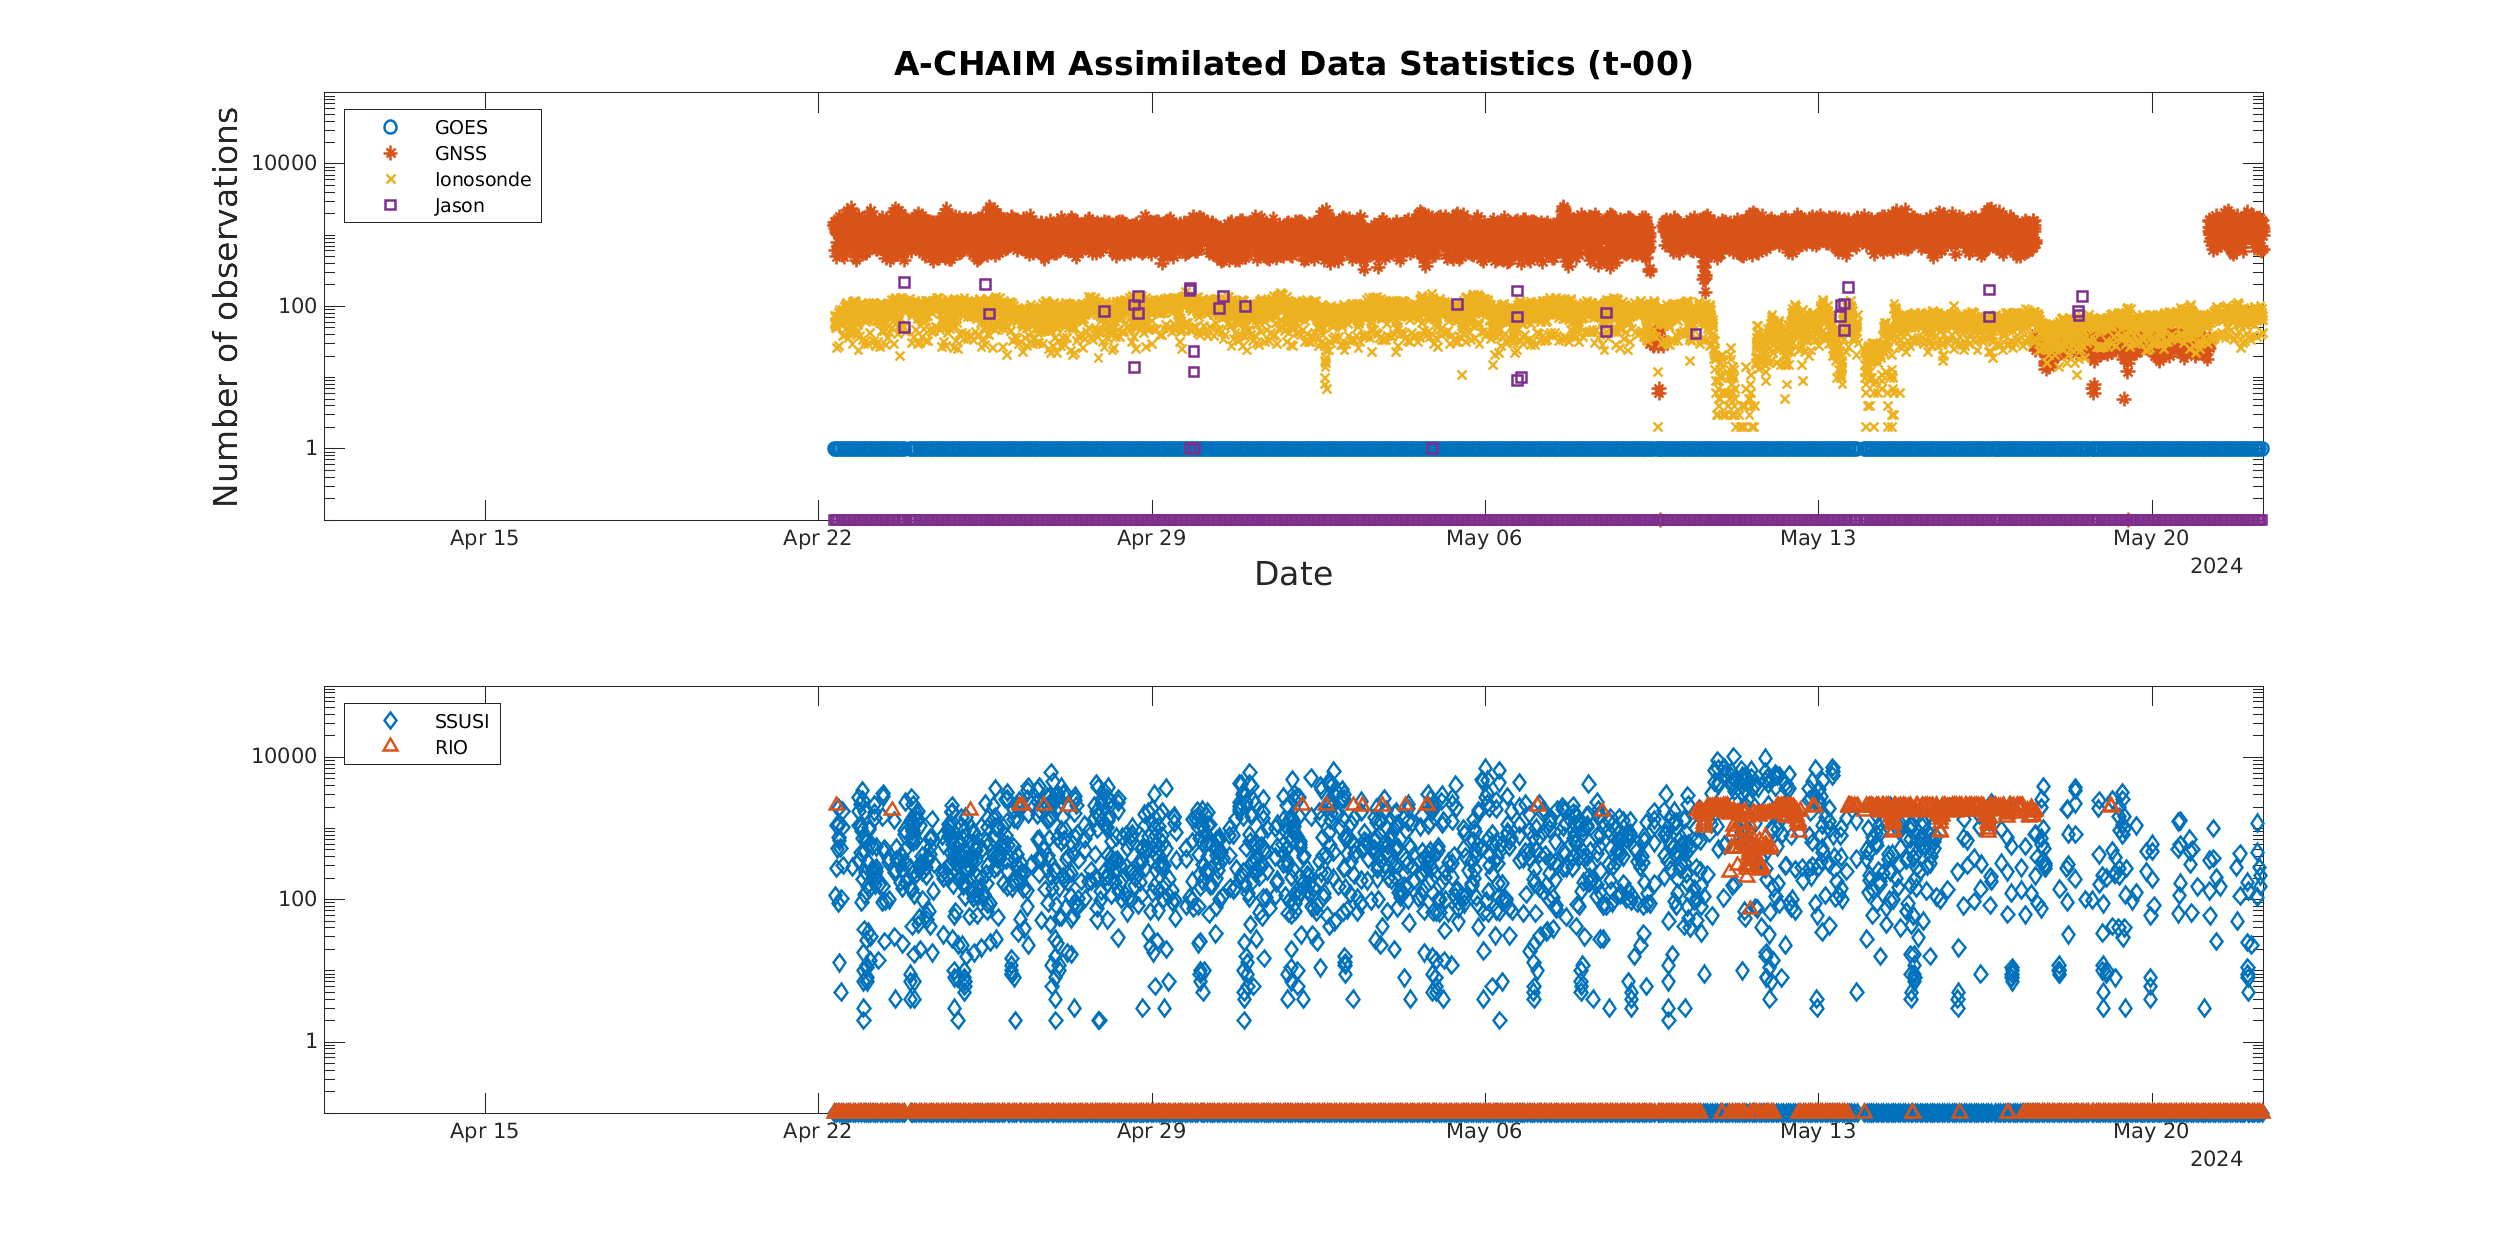 A-CHAIM Assimilated Data Statistics (t-00)
Number of observations
10000
100
1
GOES
GNSS
Ionosonde
Jason
Apr 15 Apr 22 Apr 29 May 06 May 13 May 20
2024
Date
10000
100
1
SSUSI
RIO
Apr 15 Apr 22 Apr 29 May 06 May 13 May 20
2024